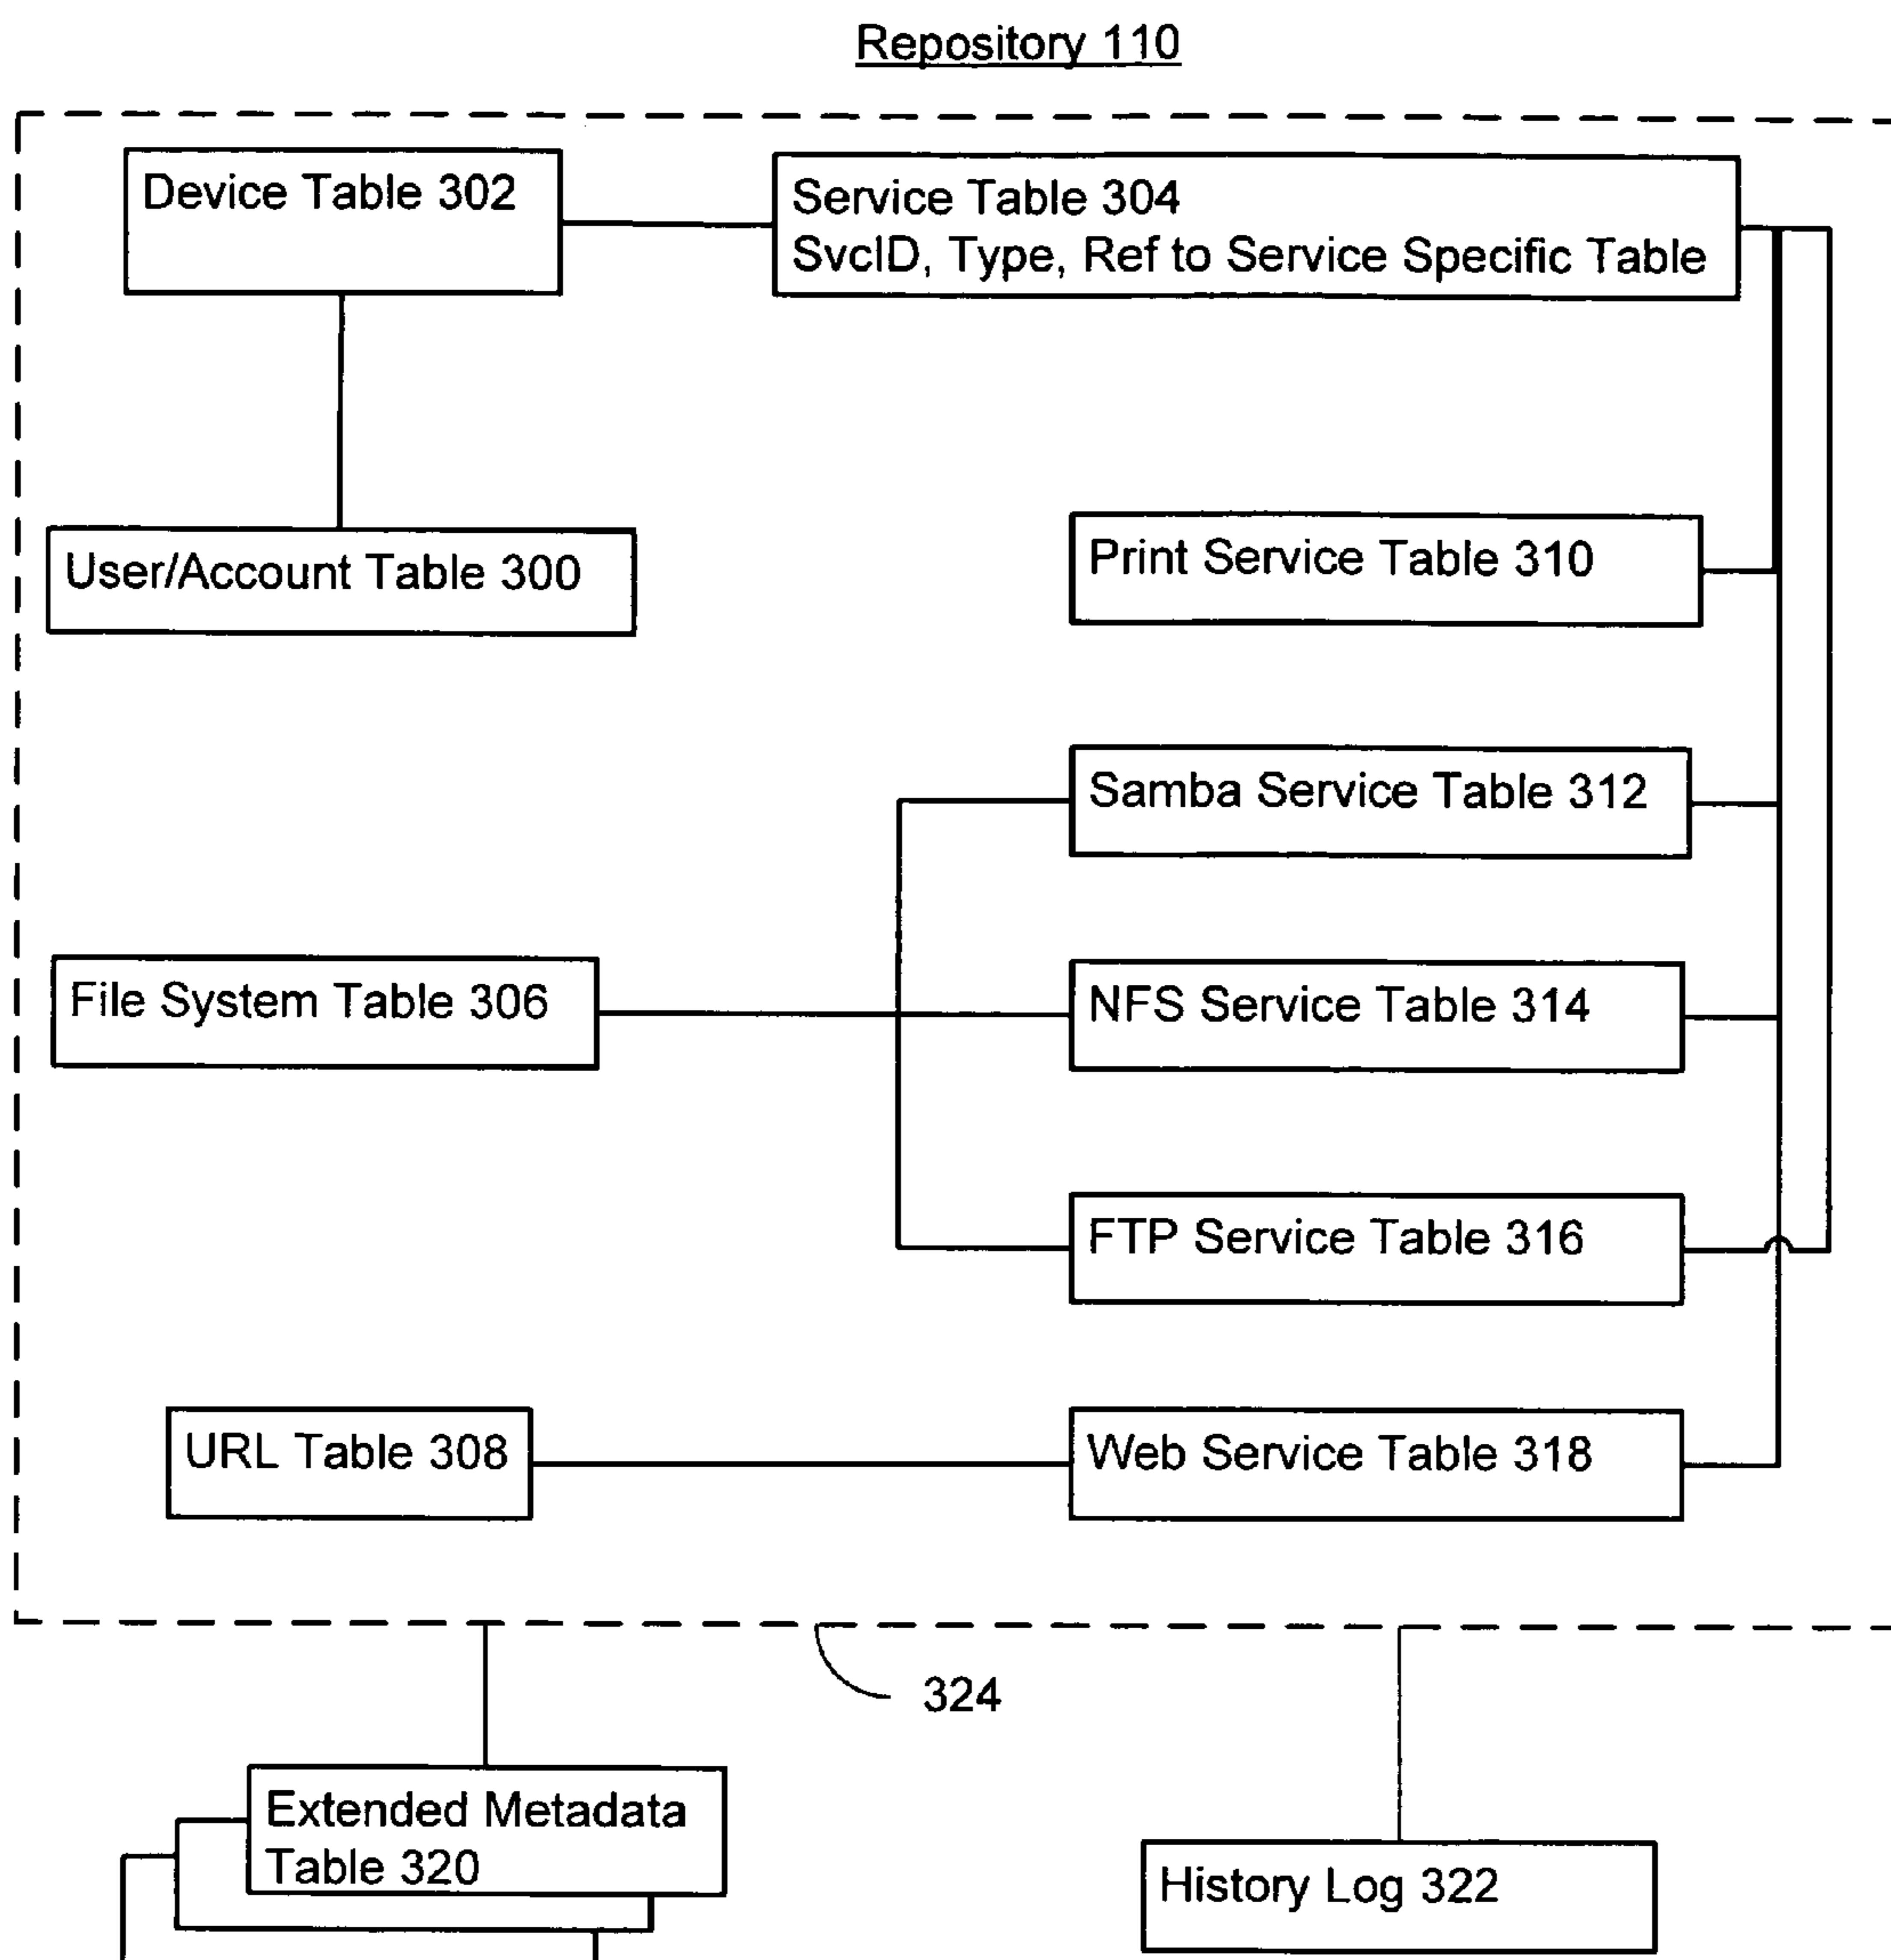 Repository 110
Device Table 302
Service Table 304
SvcID, Type, Ref to Service Specific Table
User/Account Table 300
Print Service Table 310
Samba Service Table 312
File System Table 306
NFS Service Table 314
FTP Service Table 316
URL Table 308
Web Service Table 318
324
Extended Metadata
Table 320
History Log 322